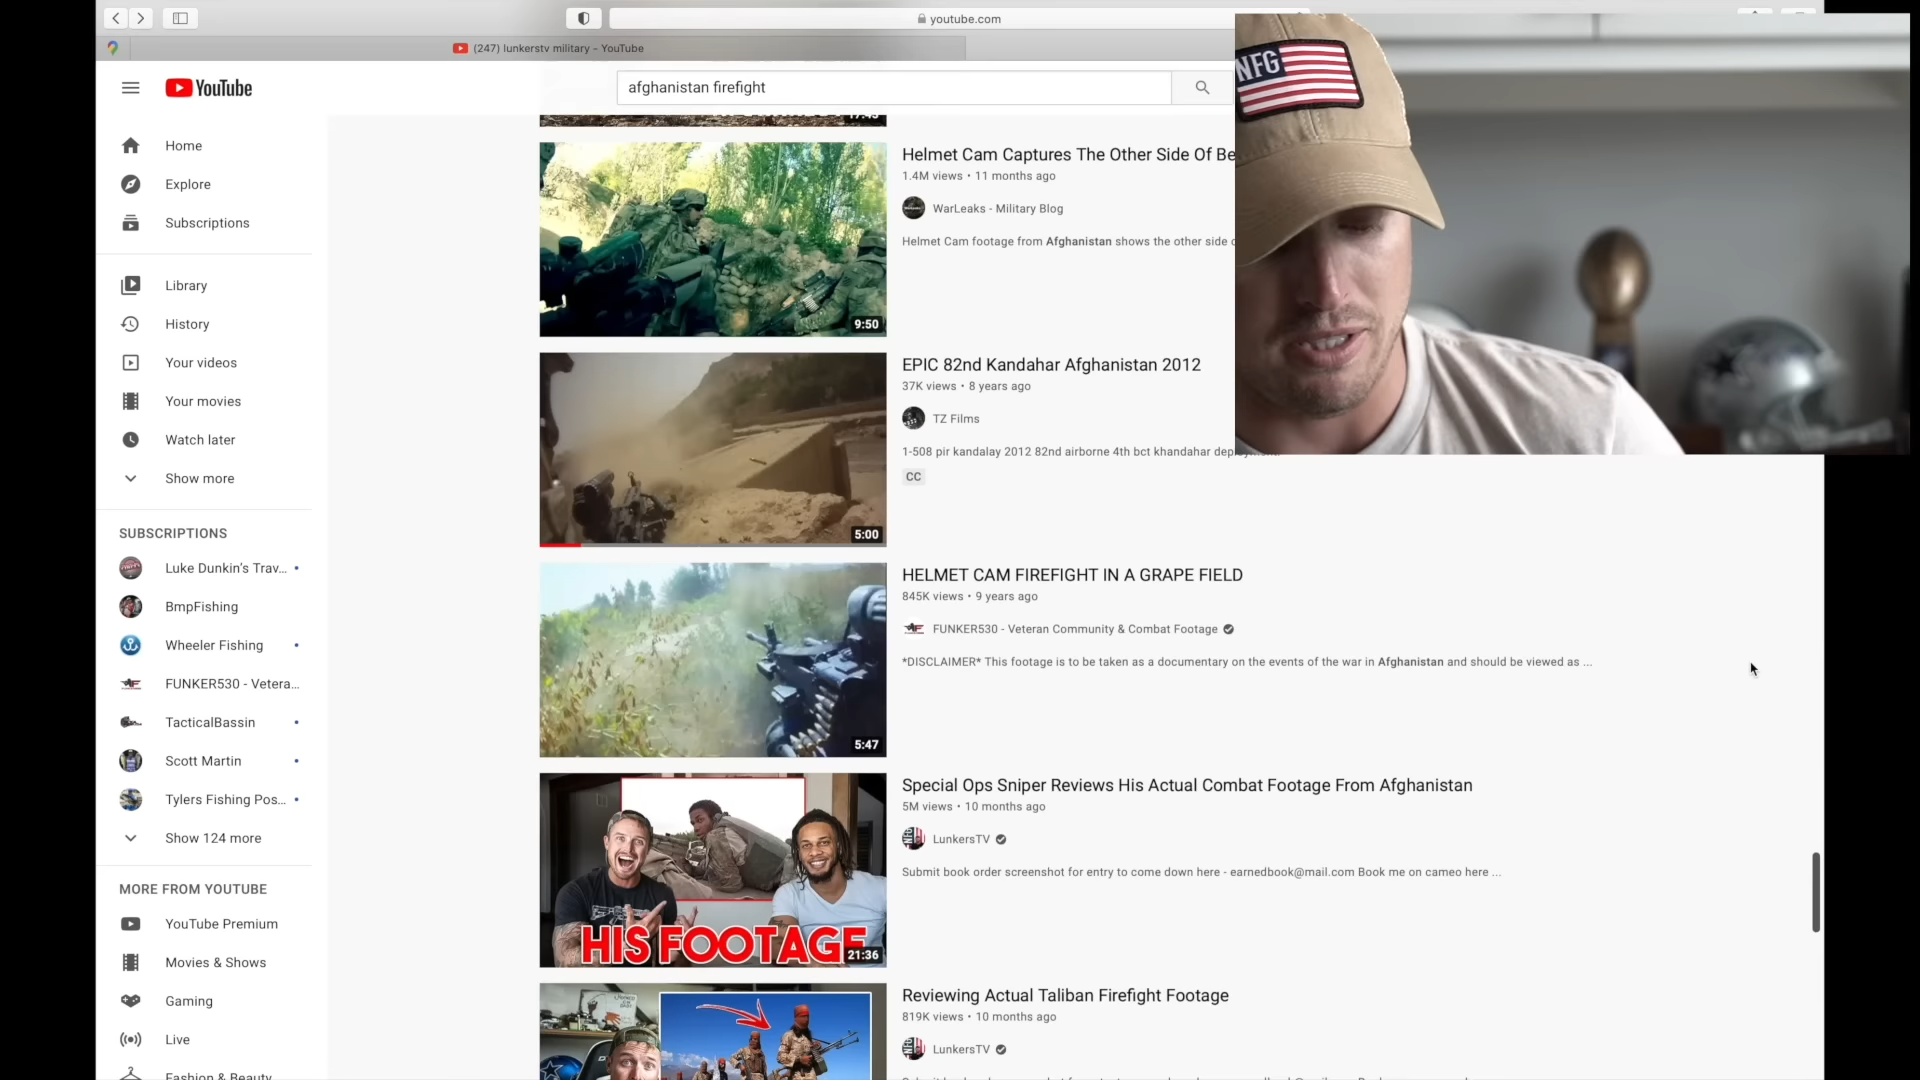 youtube.com
(247) lunkerstv military – YouTube
YouTube
afghanistan firefight
NFG
Home
Explore
Subscriptions
Library
History
Your videos
Your movies
Watch later
Show more
SUBSCRIPTIONS
Luke Dunkin's Trav...
BmpFishing
Wheeler Fishing
FUNKER530 - Vetera...
TacticalBassin
Scott Martin
Tylers Fishing Pos...
Show 124 more
MORE FROM YOUTUBE
YouTube Premium
Movies & Shows
Gaming
Live
Fashion & Beauty
17:43
Helmet Cam Captures The Other Side Of Be
1.4M views • 11 months ago
WarLeaks - Military Blog
Helmet Cam footage from Afghanistan shows the other side
9:50
EPIC 82nd Kandahar Afghanistan 2012
37K views • 8 years ago
TZ Films
1-508 pir kandalay 2012 82nd airborne 4th bct khandahar
CC
5:00
HELMET CAM FIREFIGHT IN A GRAPE FIELD
845K views • 9 years ago
FUNKER530 - Veteran Community & Combat Footage
*DISCLAIMER* This footage is to be taken as a documentary on the events of the war in Afghanistan and should be viewed as ...
5:47
Special Ops Sniper Reviews His Actual Combat Footage From Afghanistan
5M views • 10 months ago
LunkersTV
Submit book order screenshot for entry to come down here - earnedbook@mail.com Book me on cameo here ...
HIS FOOTAGE
21:36
Reviewing Actual Taliban Firefight Footage
819K views • 10 months ago
LunkersTV